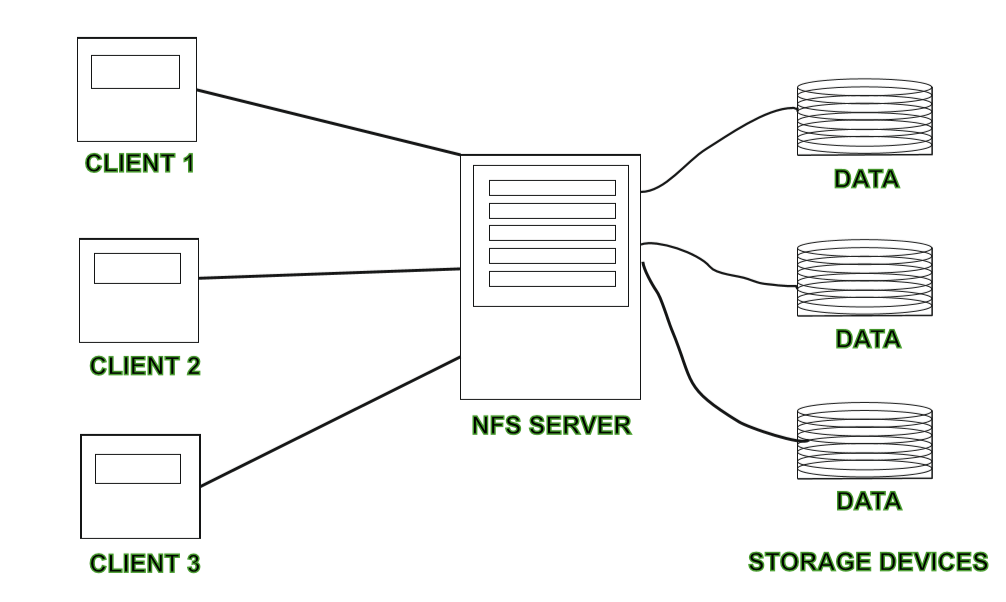 CLIENT 1
DATA
CLIENT 2
DATA
NFS SERVER
DATA
CLIENT 3
STORAGE DEVICES